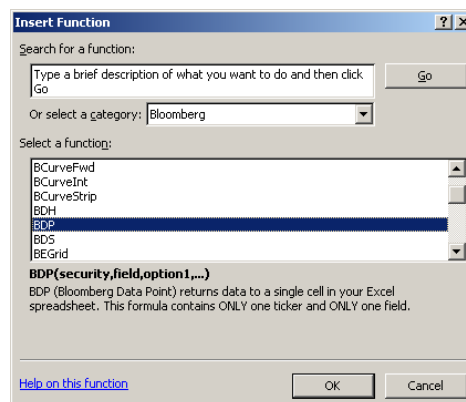 Insert Function
Search for a function:
Type a brief description of what you want to do and then click
Go
Go
Or select a category: Bloomberg
Select a function:
BCurveFwd
BCurveInt
BCurveStrip
BDH
BDP
BDS
BEGrid
BDP(security,field,option1,...)
BDP (Bloomberg Data Point) returns data to a single cell in your Excel
spreadsheet. This formula contains ONLY one ticker and ONLY one field.
Help on this function
OK
Cancel